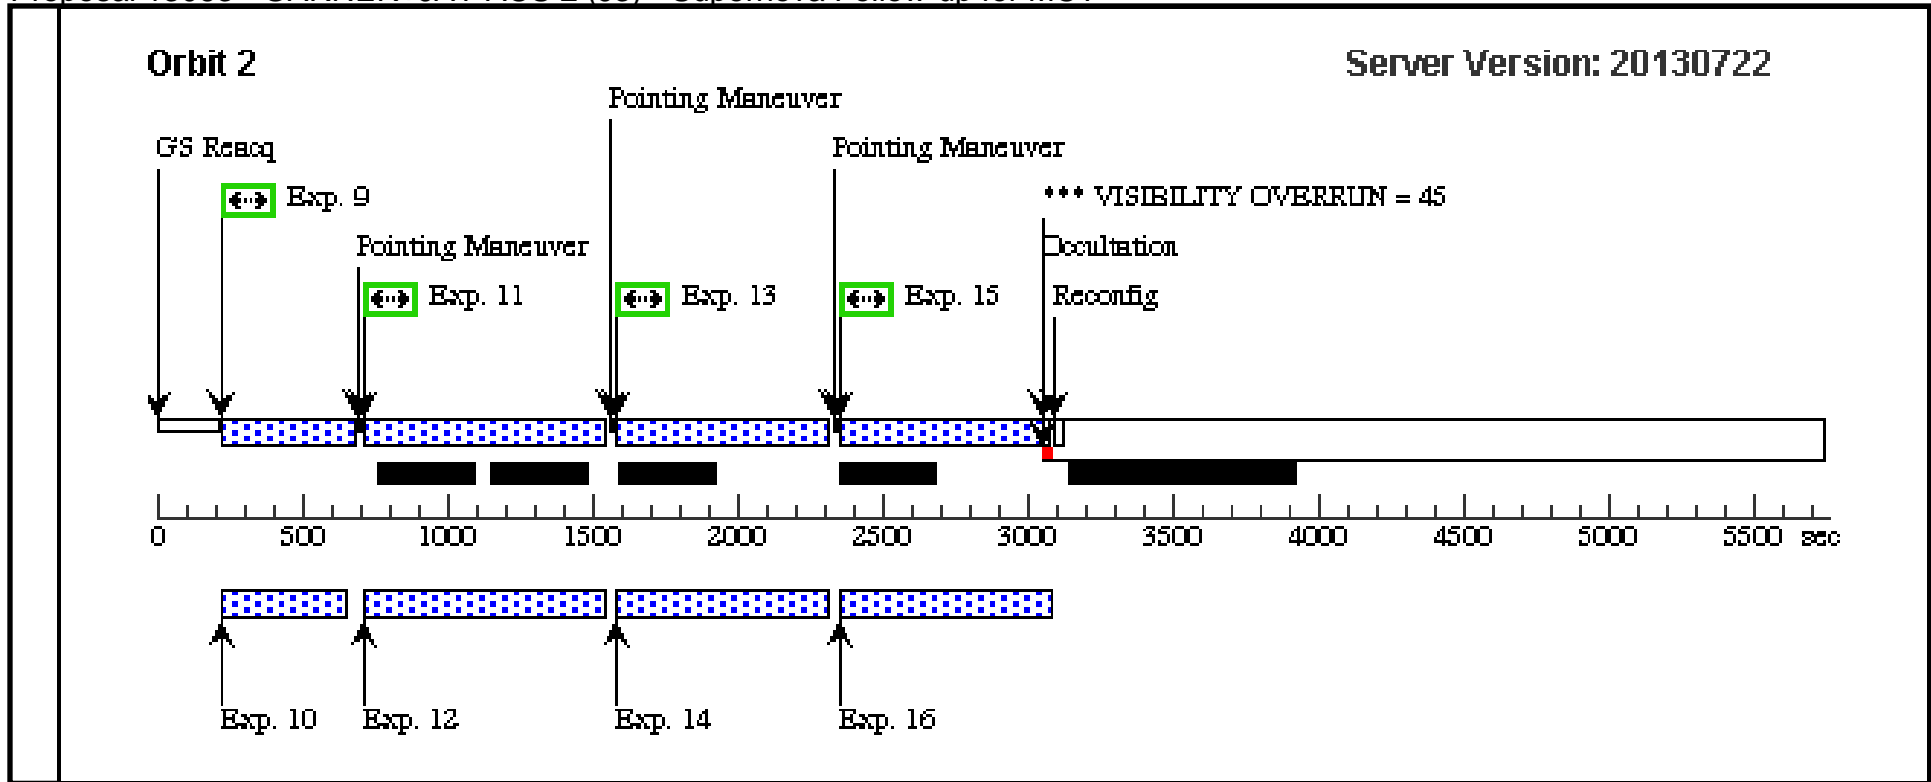 Orbit 2
Server Version: 20130722
Pointing Maneuver
GS Reacq
Pointing Maneuver
Exp. 9
*** VISIBILITY OVERRUN = 45
Pointing Maneuver
Occultation
Exp. 11
Exp. 13
Exp. 15
Reconfig
0 500 1000 1500 2000 2500 3000 3500 4000 4500 5000 5500 sec
Exp. 10
Exp. 12
Exp. 14
Exp. 16